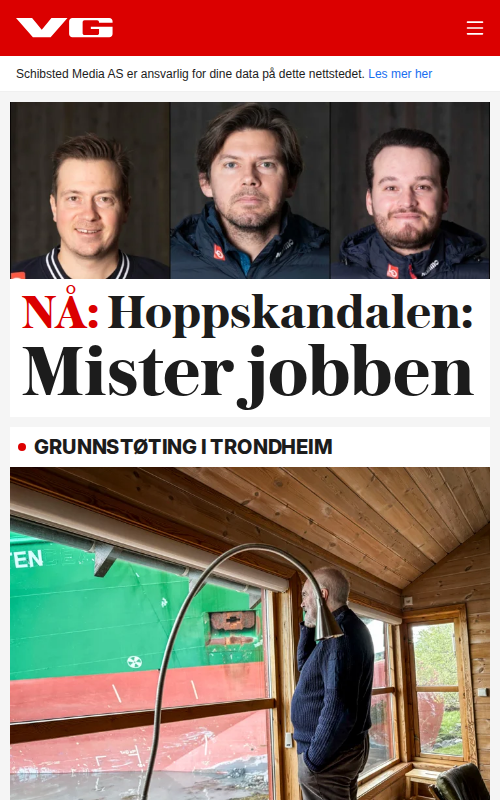 VG
Schibsted Media AS er ansvarlig for dine data på dette nettstedet. Les mer her
NÅ: Hoppskandalen:
Mister jobben
GRUNNSTØTING I TRONDHEIM
TEN